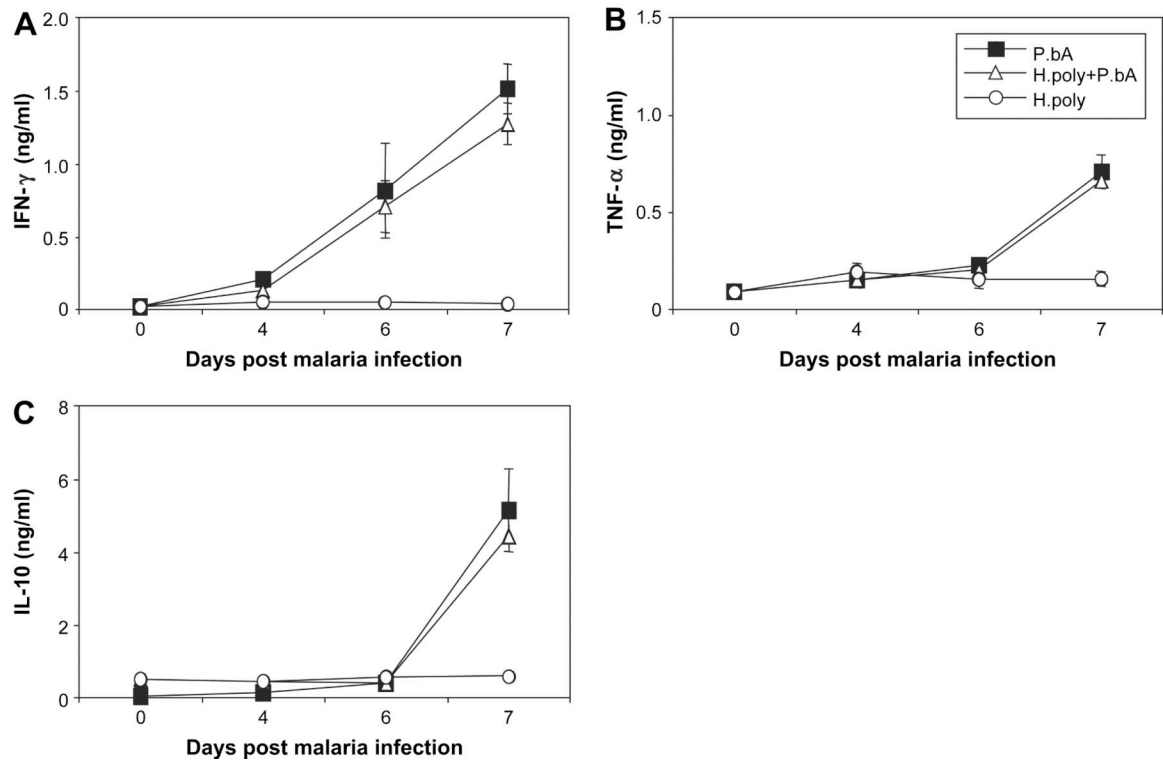 A
IFN-γ (ng/ml)
2.0
1.5
1.0
0.5
0
0 4 6 7
Days post malaria infection
B
TNF-α (ng/ml)
1.5
1.0
0.5
0
0 4 6 7
Days post malaria infection
P.bA
H.poly+P.bA
H.poly
C
IL-10 (ng/ml)
8
6
4
2
0
0 4 6 7
Days post malaria infection